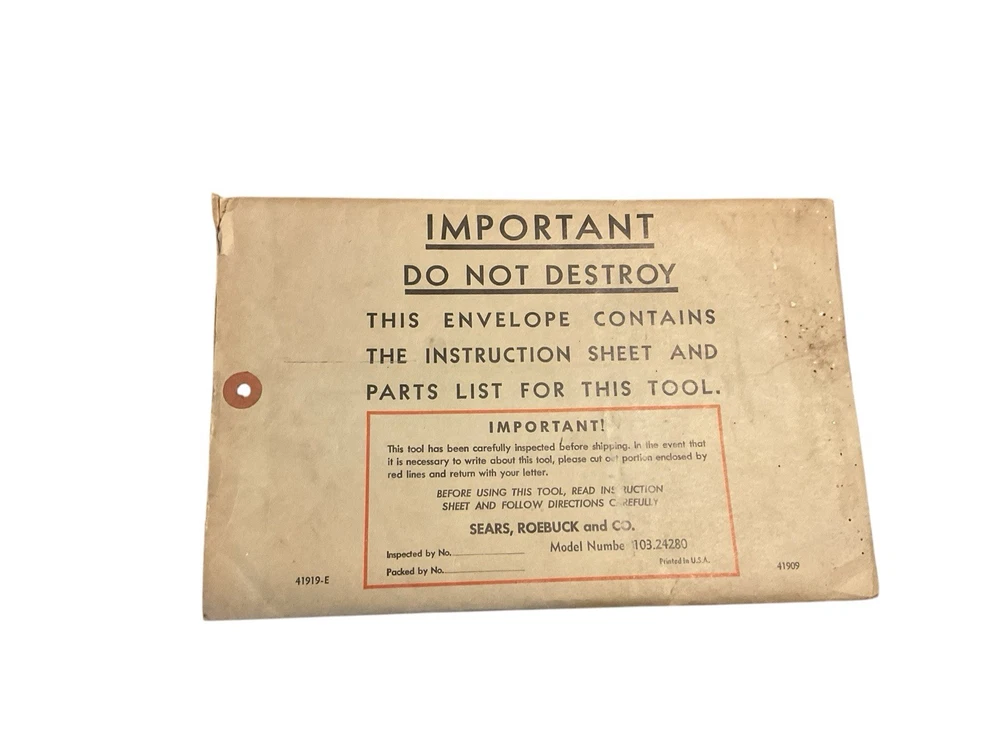 IMPORTANT
DO NOT DESTROY
THIS ENVELOPE CONTAINS
THE INSTRUCTION SHEET AND
PARTS LIST FOR THIS TOOL.
IMPORTANT!
This tool has been carefully inspected before shipping. In the event that
it is necessary to write about this tool, please cut out portion enclosed by
red lines and return with your letter.
BEFORE USING THIS TOOL, READ INSTRUCTION
SHEET AND FOLLOW DIRECTIONS CAREFULLY
SEARS, ROEBUCK and CO.
Inspected by No. Model Number 103.24280
Packed by No. Printed in U.S.A.
41919-E 41909